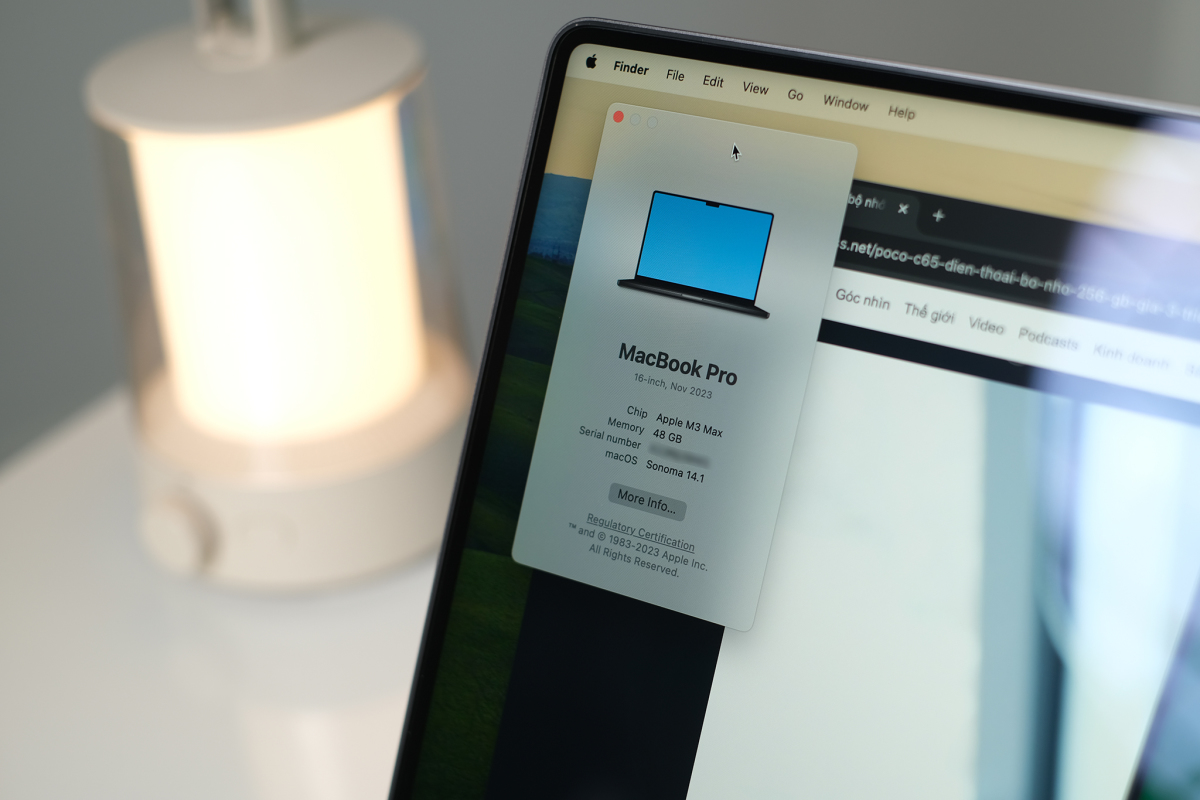 Finder File Edit View Go Window Help
bộ nhớ
s.net/poco-c65-dien-thoai-bo-nho-256-gb-gia-3-tri
Góc nhìn Thế giới Video Podcasts Kinh doanh
MacBook Pro
16-inch, Nov 2023
Chip Apple M3 Max
Memory 48 GB
Serial number
macOS Sonoma 14.1
More Info...
Regulatory Certification
™ and © 1983-2023 Apple Inc.
All Rights Reserved.